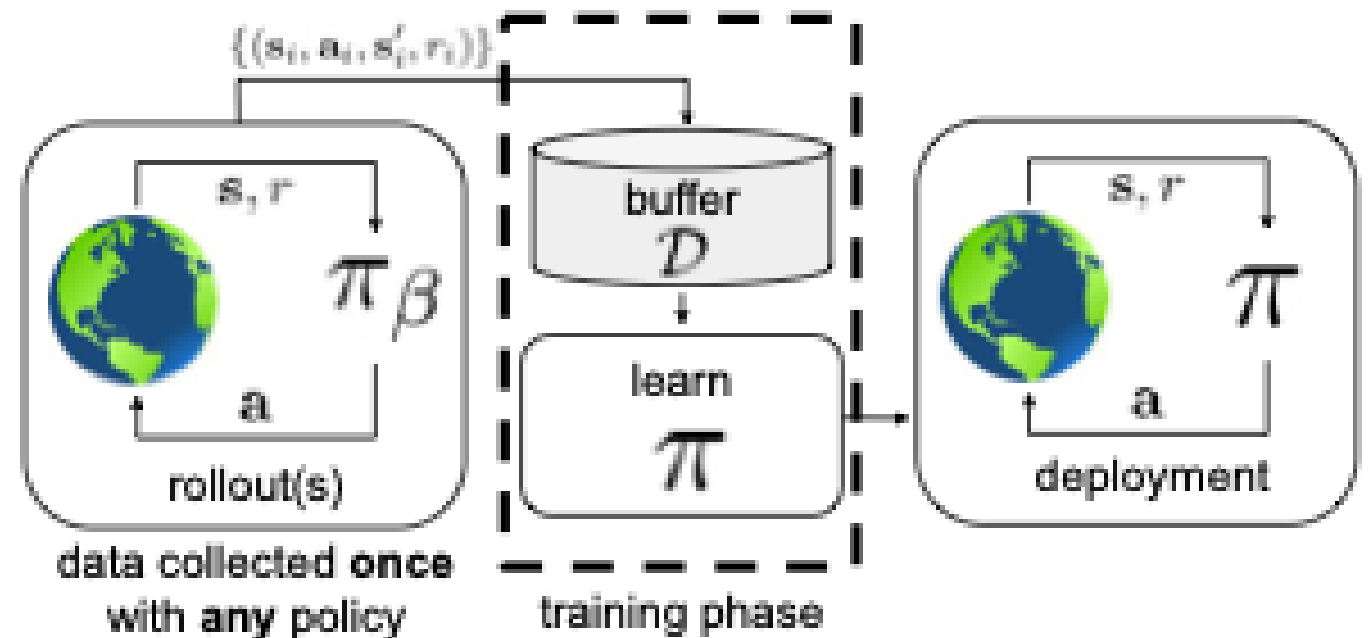 {(s_i, a_i, s'_i, r_i)}
s, r
π_β
a
rollout(s)
data collected once
with any policy
buffer
𝒟
learn
π
training phase
s, r
π
a
deployment